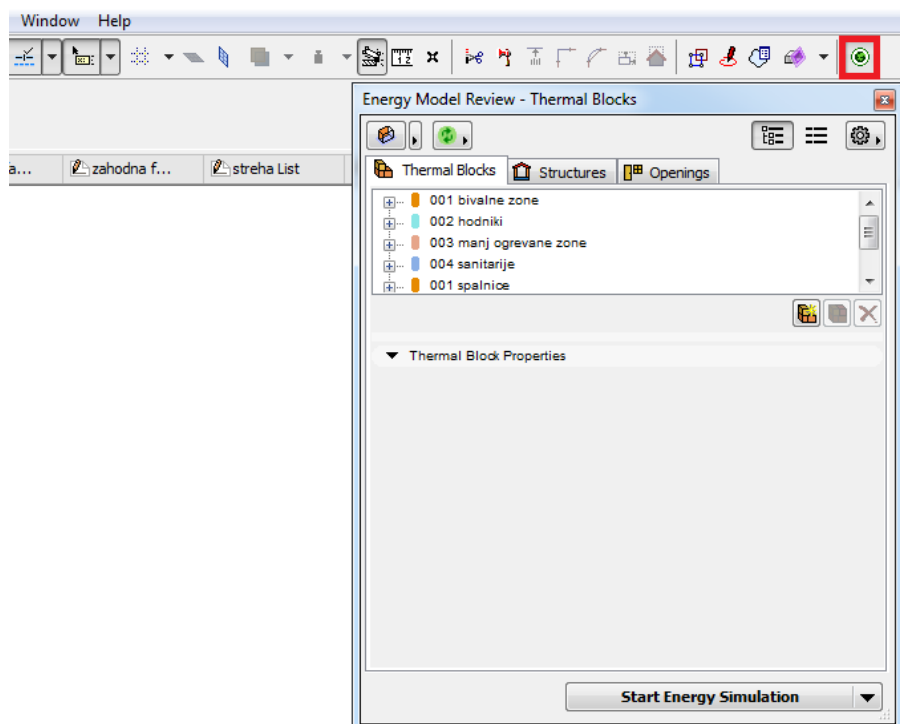 Window Help
Energy Model Review - Thermal Blocks
a... zahodna f... streha List
Thermal Blocks Structures Openings
001 bivalne zone
002 hodniki
003 manj ogrevane zone
004 sanitarije
001 spalnice
Thermal Block Properties
Start Energy Simulation